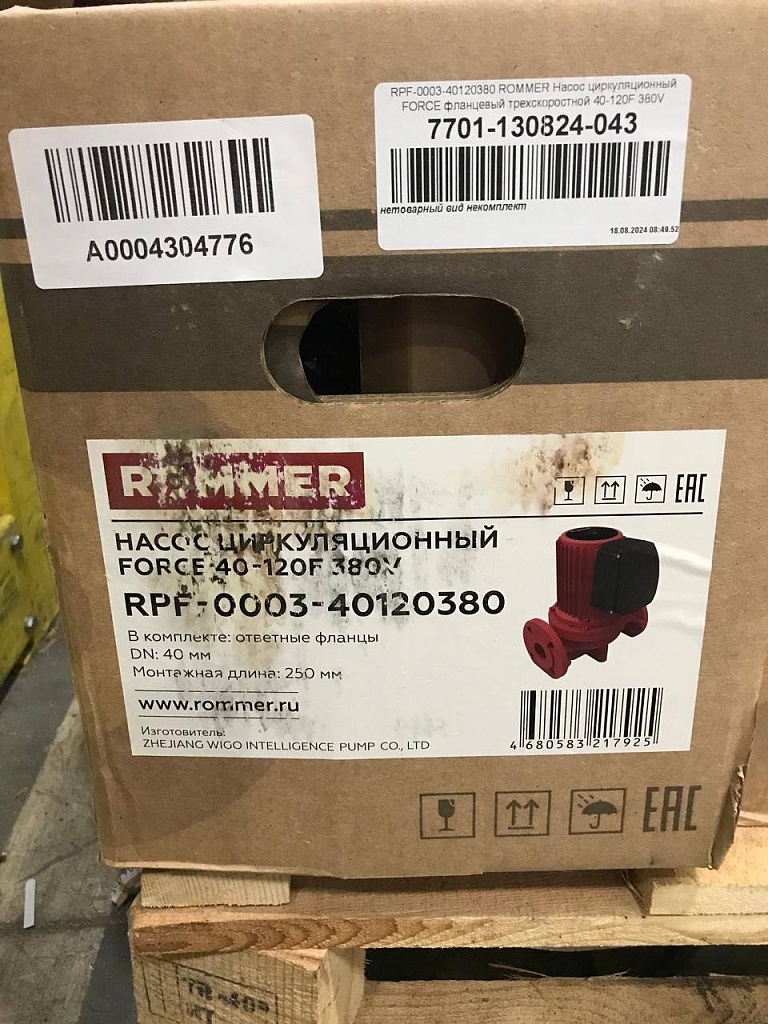 RPF-0003-40120380 ROMMER Насос циркуляционный
FORCE фланцевый трехскоростной 40-120F 380V
7701-130824-043
нетоварный вид некомплект
18.08.2024 08:49:52
A0004304776
ROMMER
EAC
НАСОС ЦИРКУЛЯЦИОННЫЙ
FORCE 40-120F 380V
RPF-0003-40120380
В комплекте: ответные фланцы
DN: 40 мм
Монтажная длина: 250 мм
www.rommer.ru
Изготовитель:
ZHEJIANG WIGO INTELLIGENCE PUMP CO., LTD
4 680583 217925
EAC